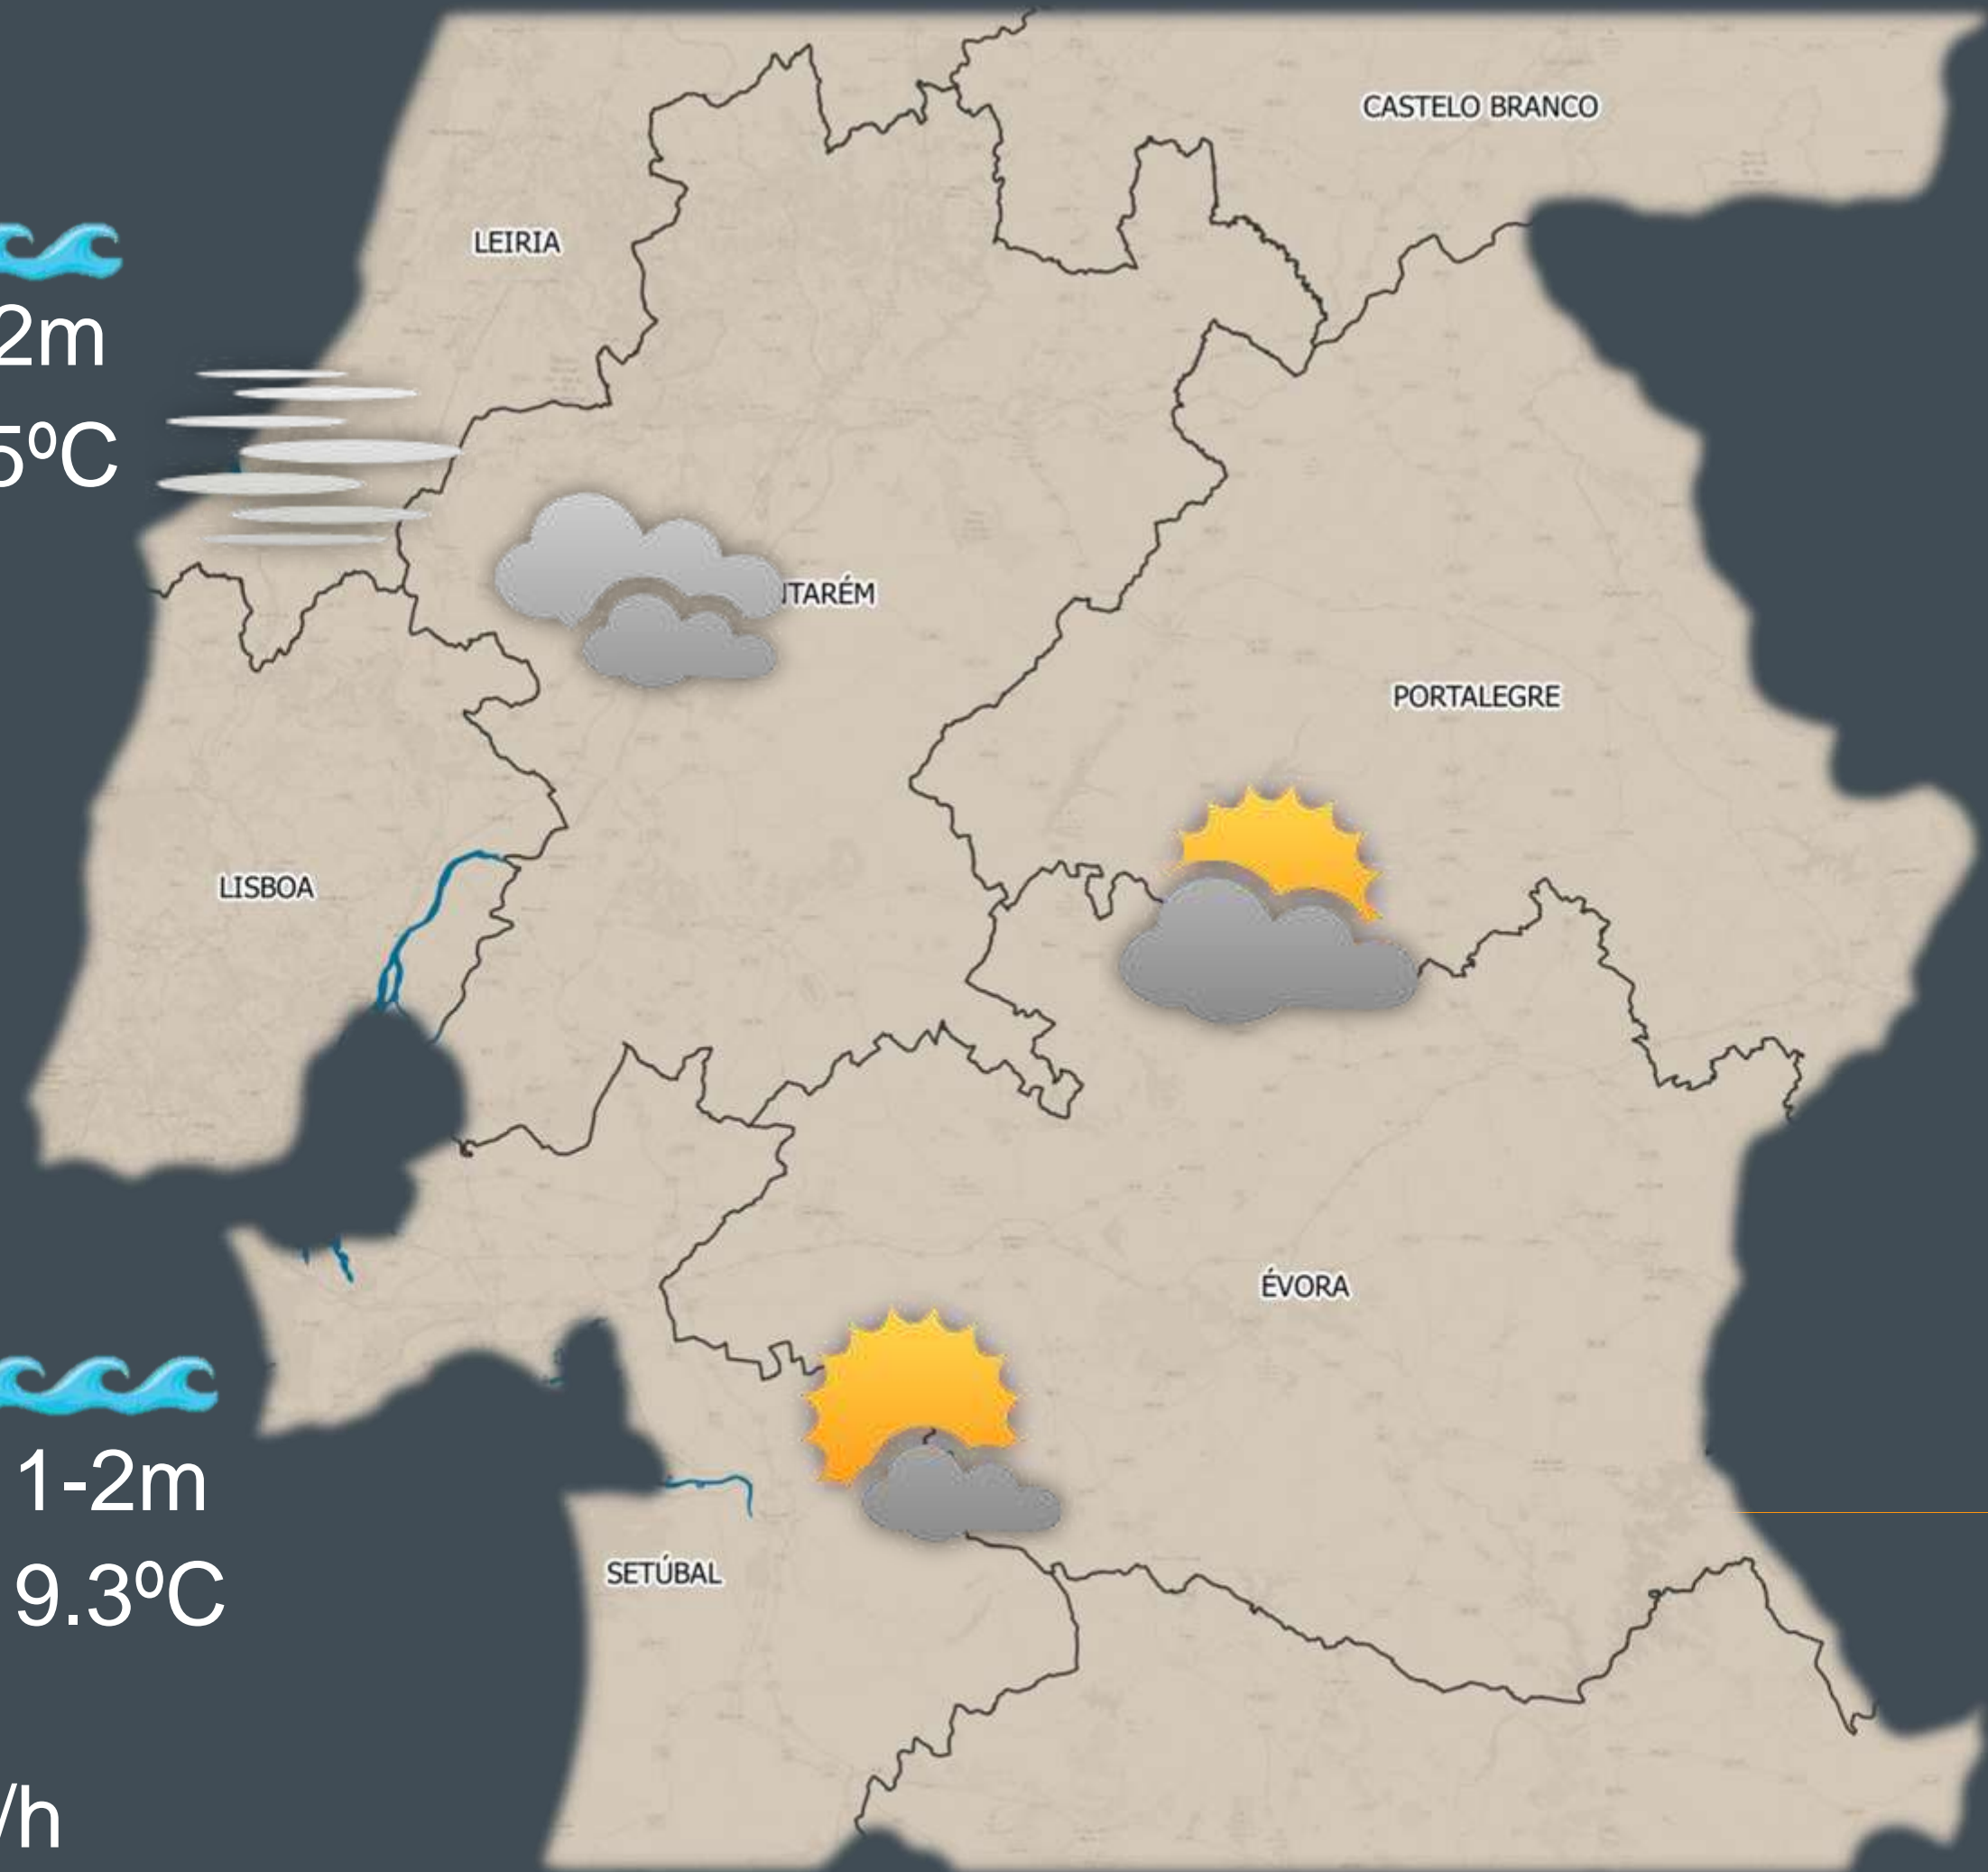 CASTELO BRANCO
LEIRIA
2m
5ºC
TARÉM
PORTALEGRE
LISBOA
ÉVORA
1-2m
SETÚBAL
9.3ºC
/h